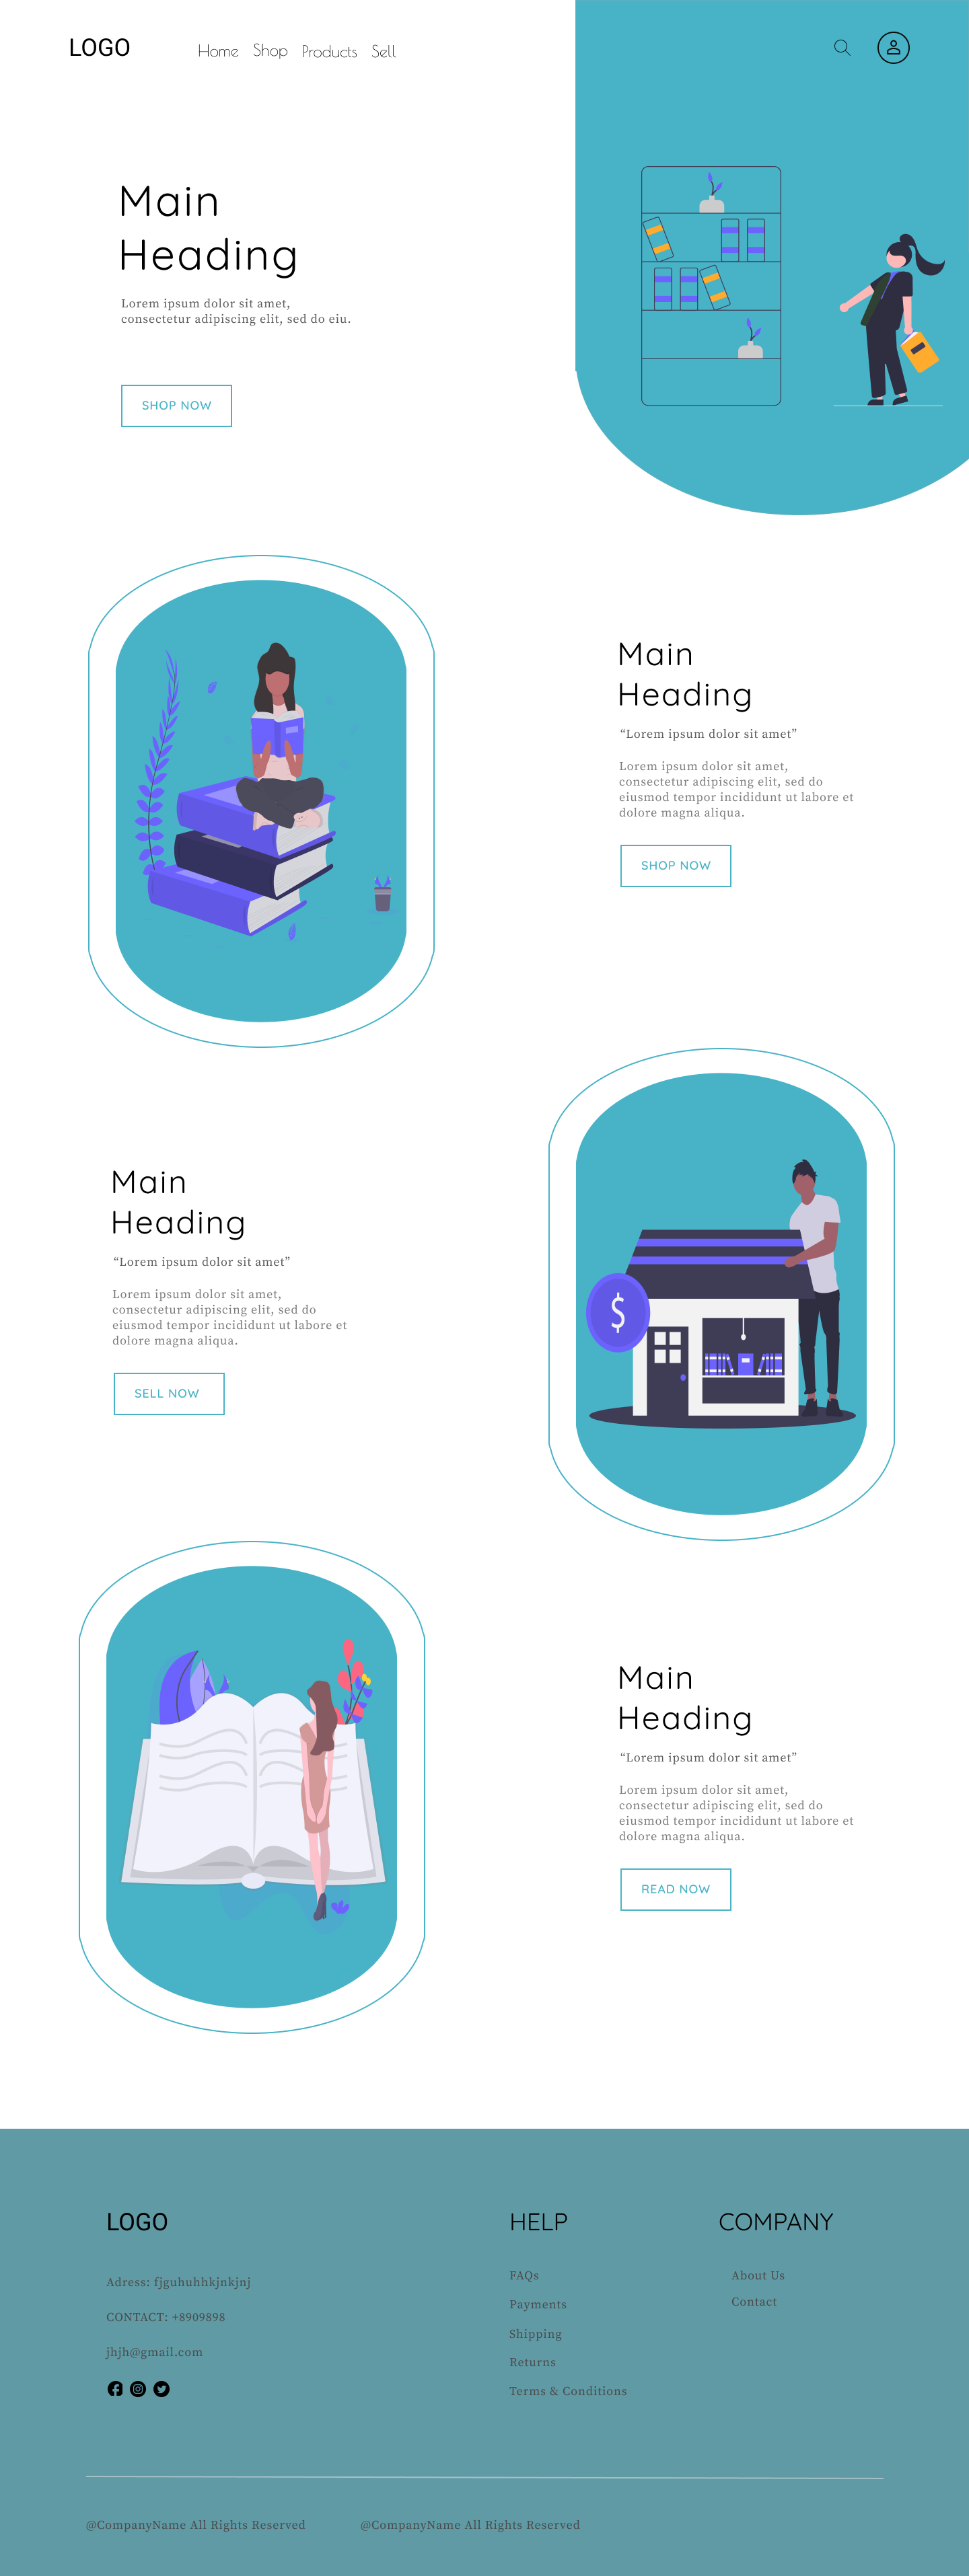 LOGO
Home Shop Products Sell
Main
Heading
Lorem ipsum dolor sit amet,
consectetur adipiscing elit, sed do eiu.
SHOP NOW
Main
Heading
“Lorem ipsum dolor sit amet”
Lorem ipsum dolor sit amet,
consectetur adipiscing elit, sed do
eiusmod tempor incididunt ut labore et
dolore magna aliqua.
SHOP NOW
Main
Heading
“Lorem ipsum dolor sit amet”
Lorem ipsum dolor sit amet,
consectetur adipiscing elit, sed do
eiusmod tempor incididunt ut labore et
dolore magna aliqua.
SELL NOW
$
Main
Heading
“Lorem ipsum dolor sit amet”
Lorem ipsum dolor sit amet,
consectetur adipiscing elit, sed do
eiusmod tempor incididunt ut labore et
dolore magna aliqua.
READ NOW
LOGO
Adress: fjguhuhhkjnkjnj
CONTACT: +8909898
jhjh@gmail.com
HELP
FAQs
Payments
Shipping
Returns
Terms & Conditions
COMPANY
About Us
Contact
@CompanyName All Rights Reserved
@CompanyName All Rights Reserved